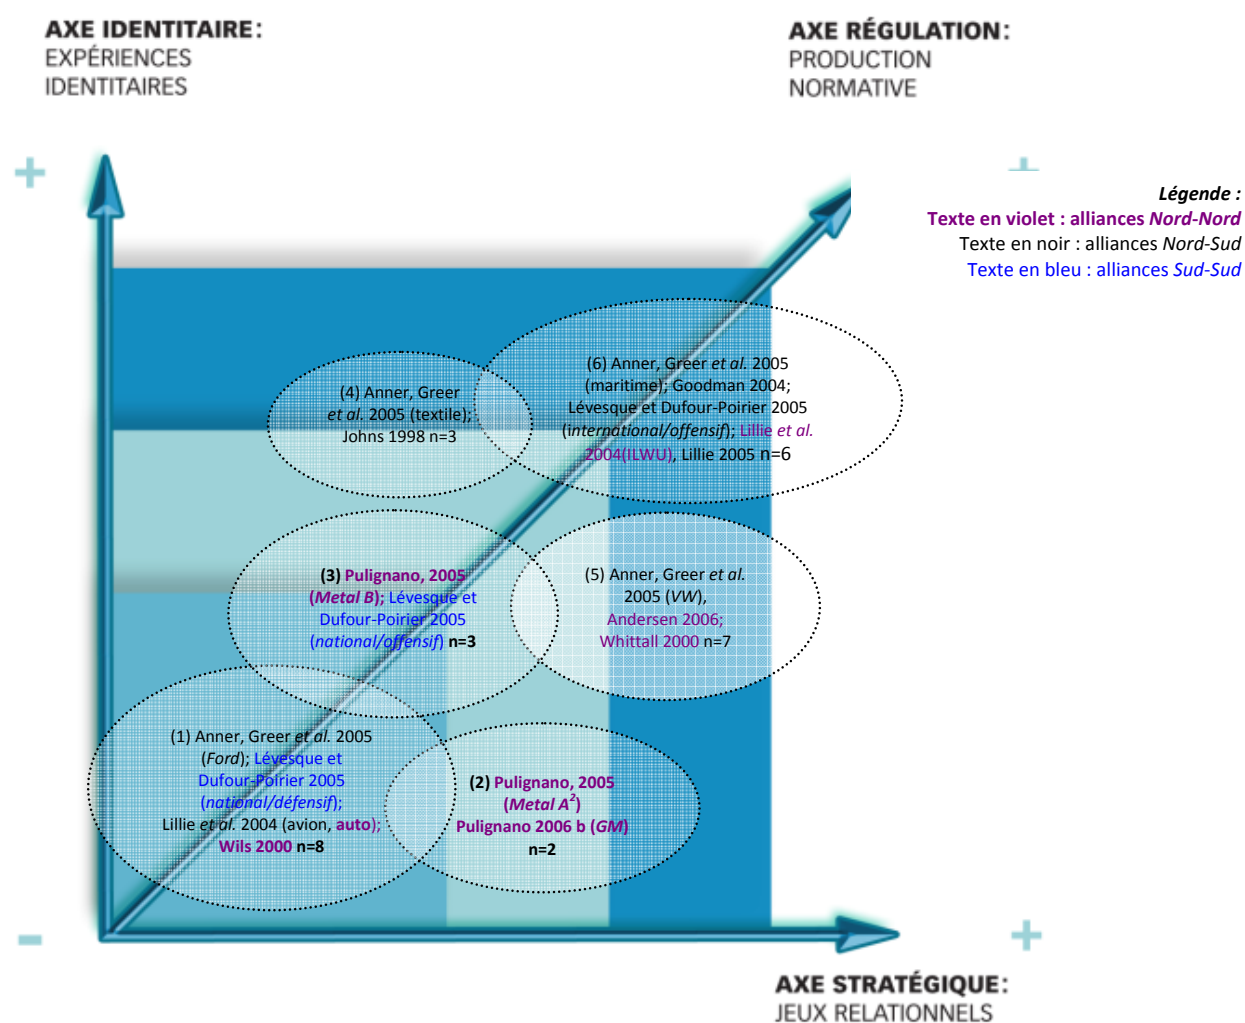 AXE IDENTITAIRE:
EXPÉRIENCES
IDENTITAIRES
AXE RÉGULATION:
PRODUCTION
NORMATIVE
+
+
Légende :
Texte en violet : alliances Nord-Nord
Texte en noir : alliances Nord-Sud
Texte en bleu : alliances Sud-Sud
(4) Anner, Greer
et al. 2005 (textile);
Johns 1998 n=3
(6) Anner, Greer et al. 2005
(maritime); Goodman 2004;
Lévesque et Dufour-Poirier 2005
(international/offensif); Lillie et al.
2004(ILWU), Lillie 2005 n=6
(3) Pulignano, 2005
(Metal B); Lévesque et
Dufour-Poirier 2005
(national/offensif) n=3
(5) Anner, Greer et al.
2005 (VW),
Andersen 2006;
Whittall 2000 n=7
(1) Anner, Greer et al. 2005
(Ford); Lévesque et
Dufour-Poirier 2005
(national/défensif);
Lillie et al. 2004 (avion, auto);
Wils 2000 n=8
(2) Pulignano, 2005
(Metal A²)
Pulignano 2006 b (GM)
n=2
-
+
AXE STRATÉGIQUE:
JEUX RELATIONNELS